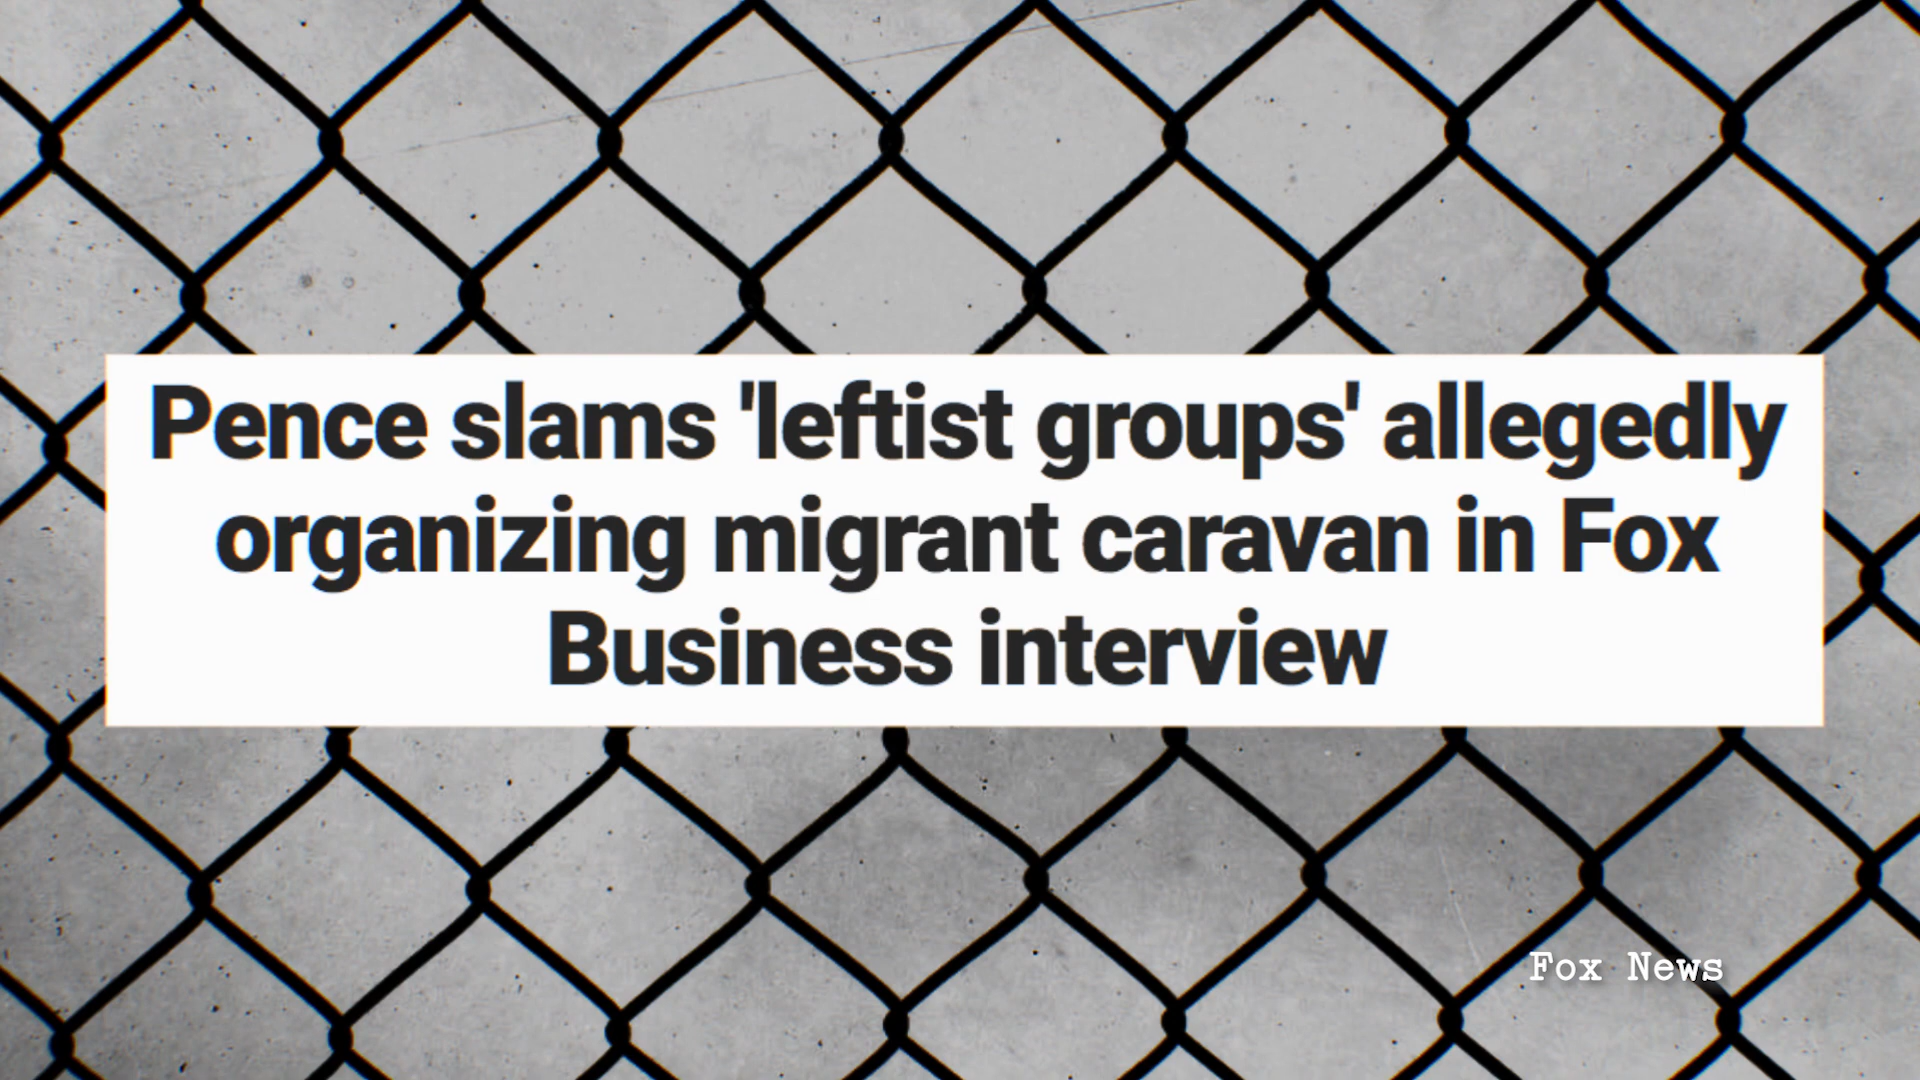 Pence slams 'leftist groups' allegedly
organizing migrant caravan in Fox
Business interview
Fox News